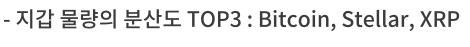 - 지갑 물량의 분산도 TOP3 : Bitcoin, Stellar, XRP